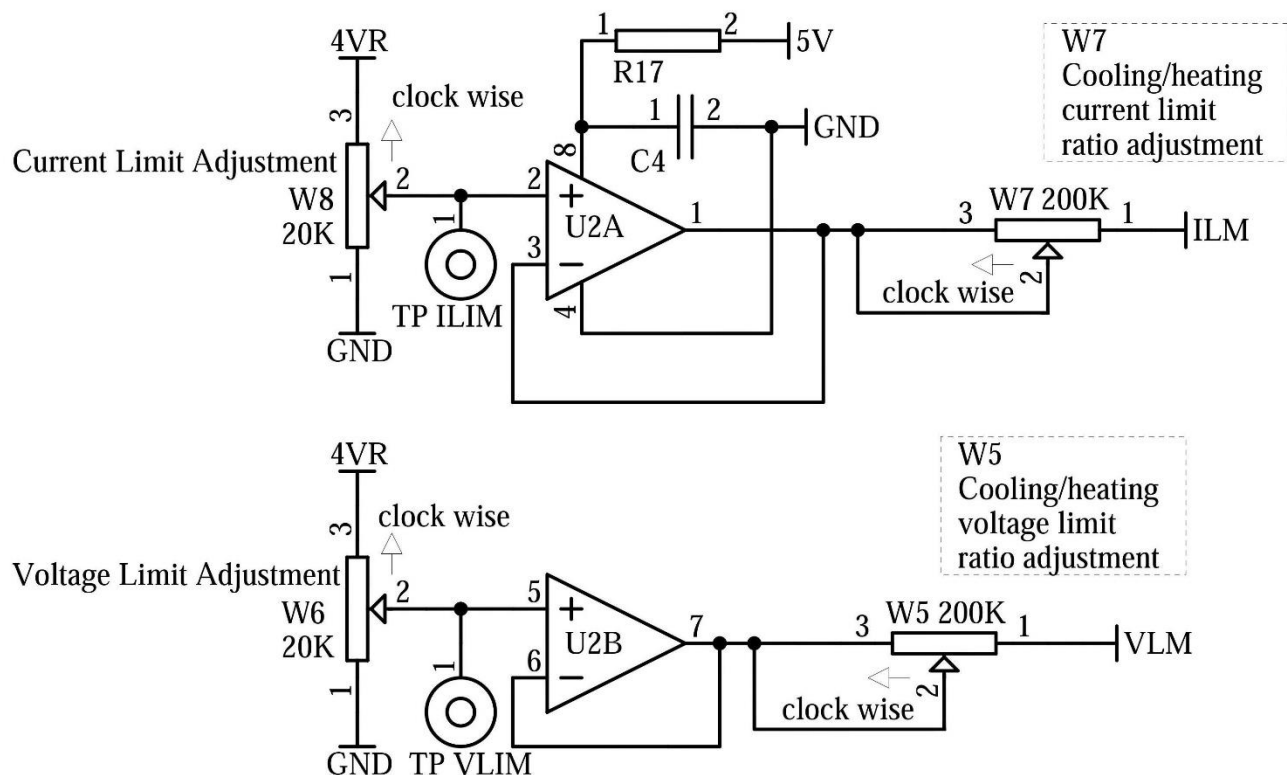 4VR
3
clock wise
Current Limit Adjustment
W8
20K
2
1
GND
1
TP ILIM
1
2
5V
R17
1
2
GND
C4
8
2
+
U2A
1
3
−
4
W7
Cooling/heating
current limit
ratio adjustment
3
W7 200K
1
ILM
clock wise
2
4VR
3
clock wise
Voltage Limit Adjustment
W6
20K
2
1
GND
1
TP VLIM
5
+
U2B
7
6
−
W5
Cooling/heating
voltage limit
ratio adjustment
3
W5 200K
1
VLM
clock wise
2